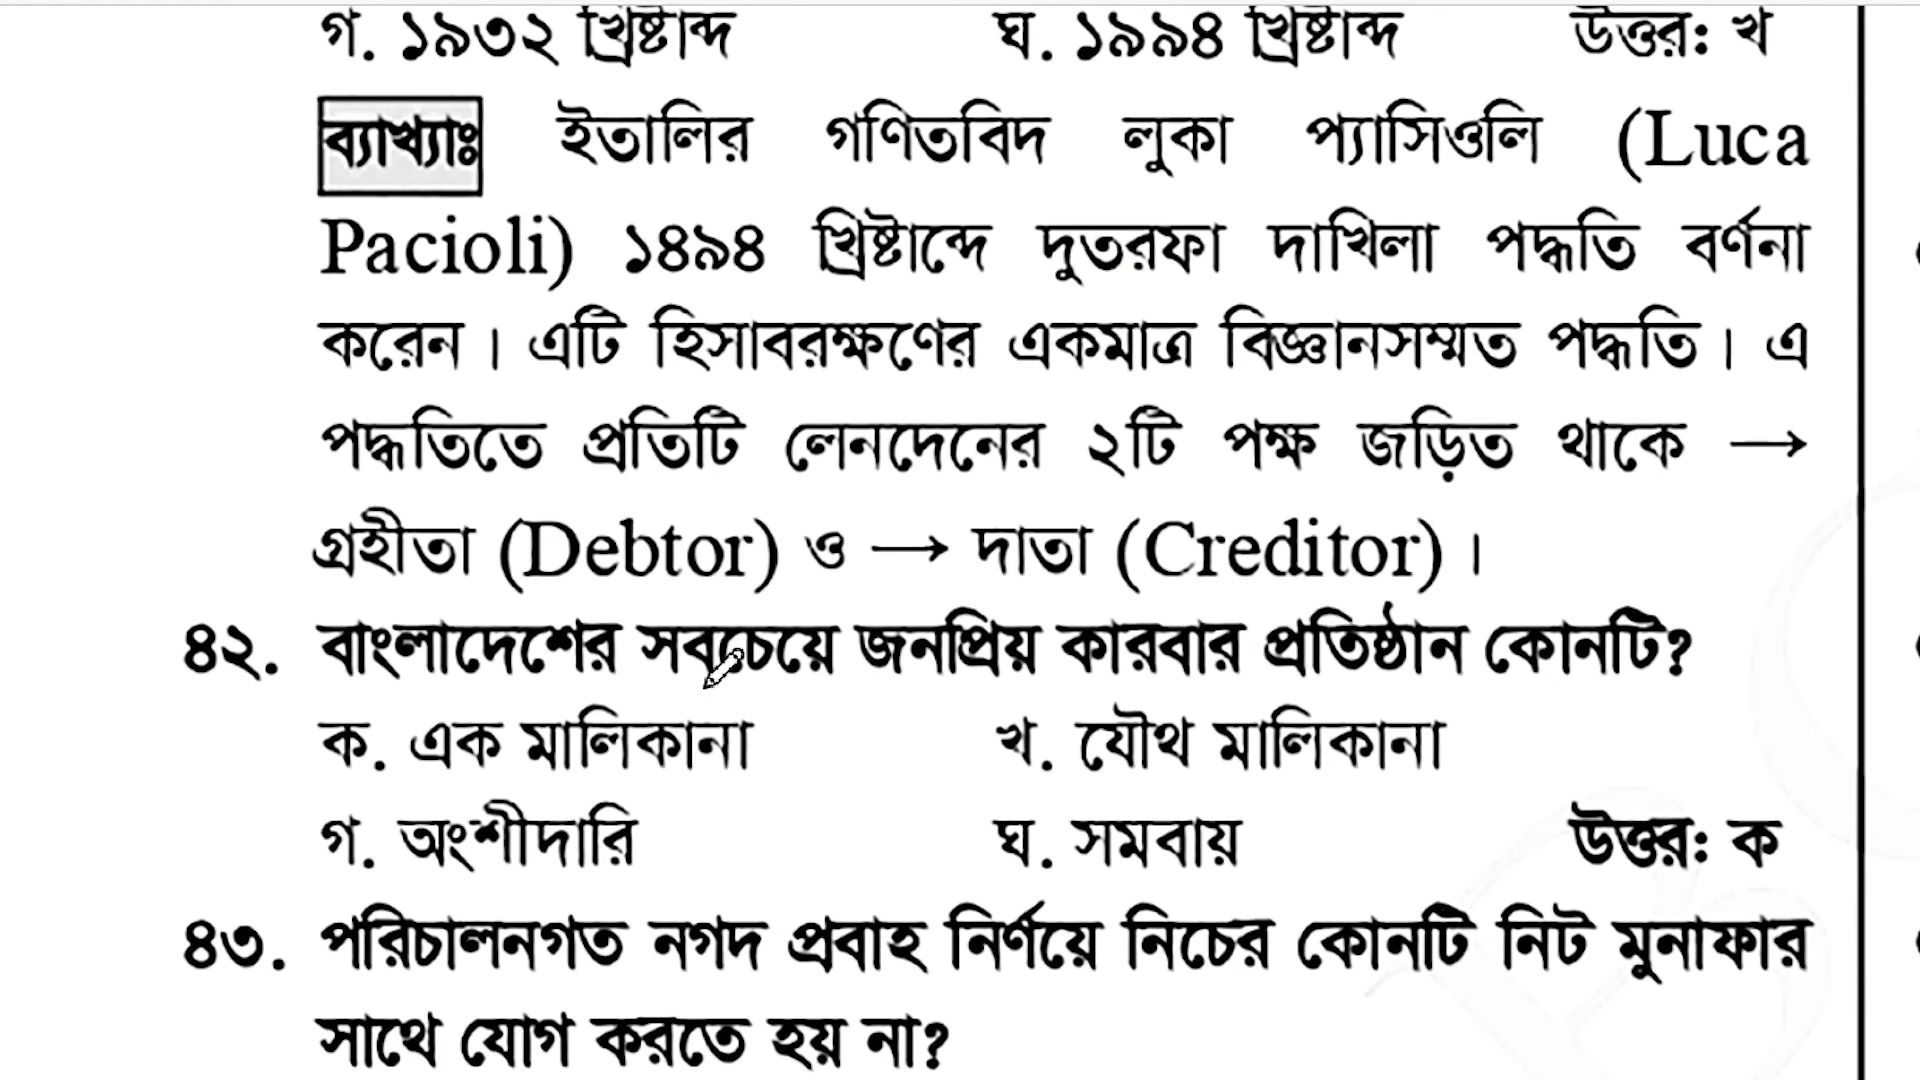 গ. ১৯৩২ খ্রিষ্টাব্দ ঘ. ১৯৯৪ খ্রিষ্টাব্দ উত্তর: খ
ব্যাখ্যাঃ ইতালির গণিতবিদ লুকা প্যাসিওলি (Luca
Pacioli) ১৪৯৪ খ্রিষ্টাব্দে দুতরফা দাখিলা পদ্ধতি বর্ণনা
করেন। এটি হিসাবরক্ষণের একমাত্র বিজ্ঞানসম্মত পদ্ধতি। এ
পদ্ধতিতে প্রতিটি লেনদেনের ২টি পক্ষ জড়িত থাকে →
গ্রহীতা (Debtor) ও → দাতা (Creditor)।
৪২. বাংলাদেশের সবচেয়ে জনপ্রিয় কারবার প্রতিষ্ঠান কোনটি?
ক. এক মালিকানা খ. যৌথ মালিকানা
গ. অংশীদারি ঘ. সমবায় উত্তর: ক
৪৩. পরিচালনগত নগদ প্রবাহ নির্ণয়ে নিচের কোনটি নিট মুনাফার
সাথে যোগ করতে হয় না?